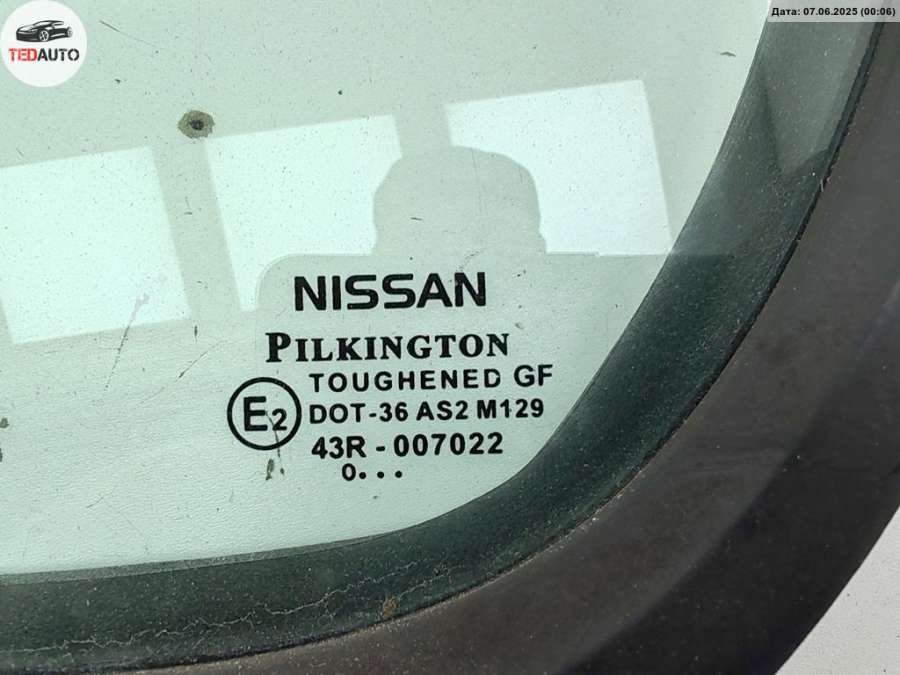 TEDAUTO
Дата: 07.06.2025 (00:06)
NISSAN
PILKINGTON
TOUGHENED GF
E2
DOT-36 AS2 M129
43R - 007022
0...